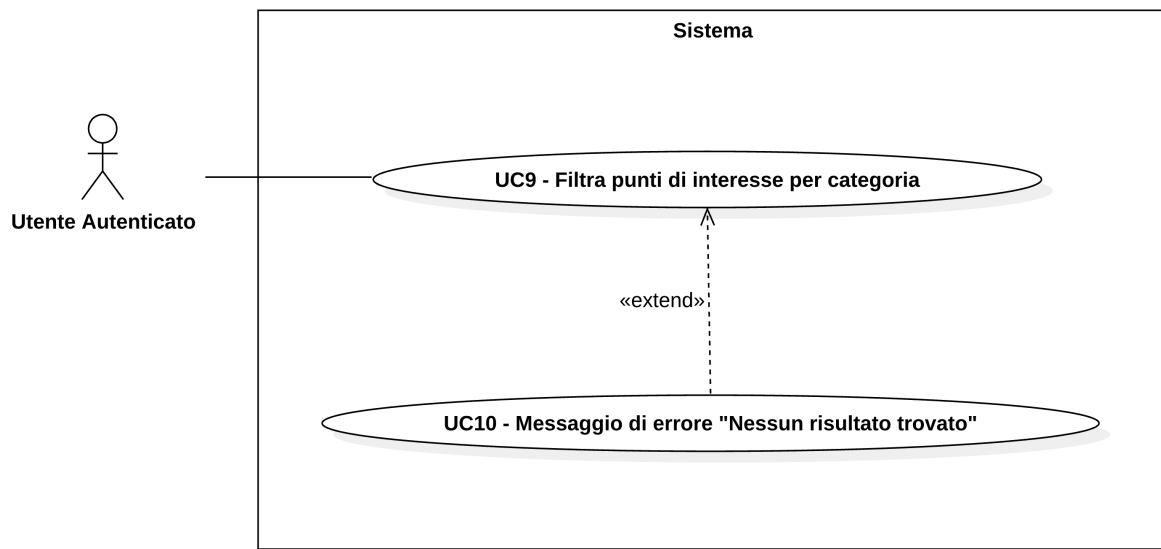 Sistema
UC9 - Filtra punti di interesse per categoria
Utente Autenticato
«extend»
UC10 - Messaggio di errore "Nessun risultato trovato"